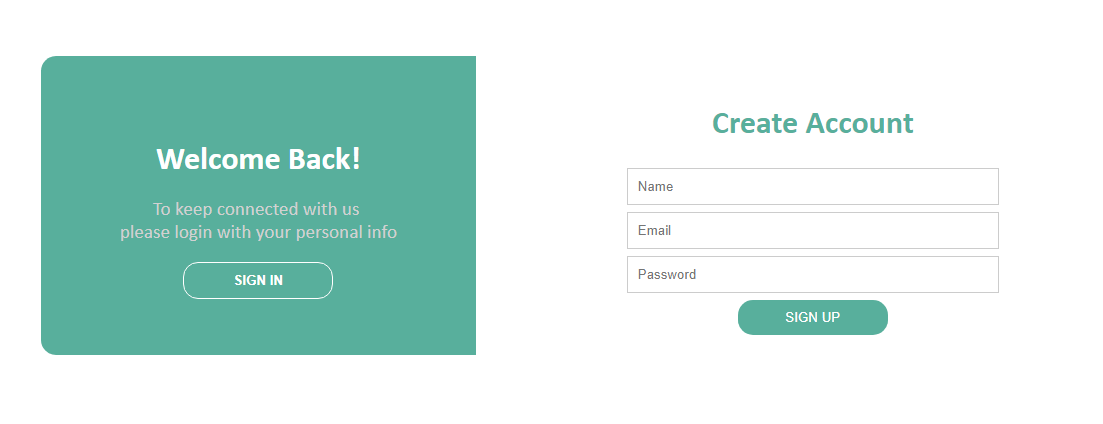 Welcome Back!
To keep connected with us
please login with your personal info
SIGN IN
Create Account
Name
Email
Password
SIGN UP